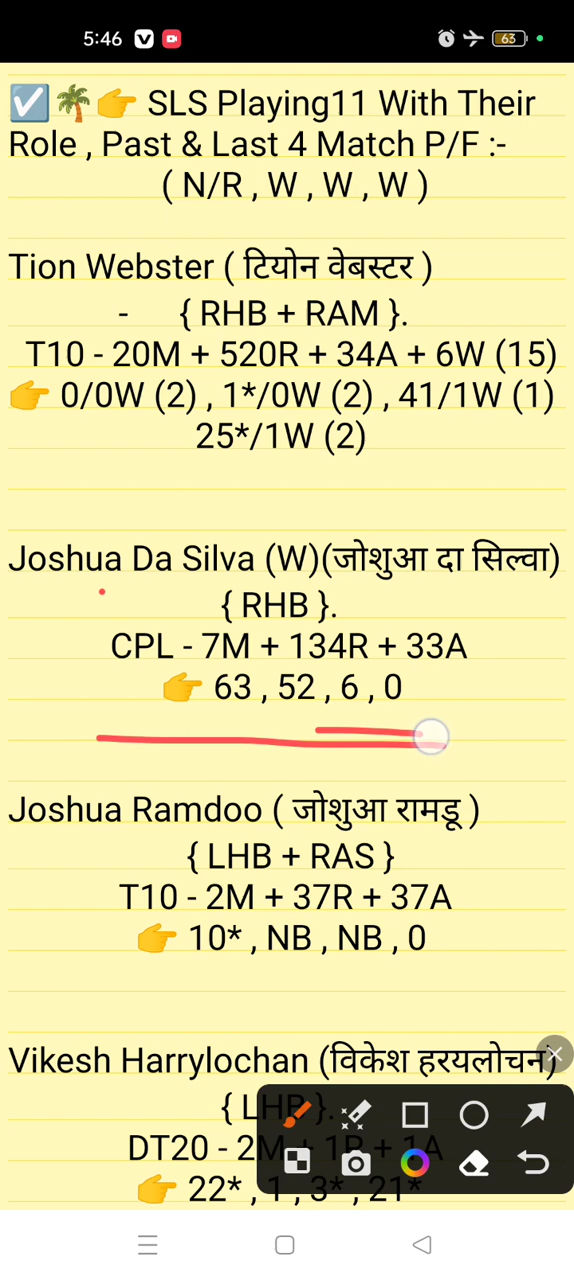 5:46
63
☑️🌴👉 SLS Playing11 With Their
Role , Past & Last 4 Match P/F :-
( N/R , W , W , W )
Tion Webster ( टियोन वेबस्टर )
- { RHB + RAM }.
T10 - 20M + 520R + 34A + 6W (15)
👉 0/0W (2) , 1*/0W (2) , 41/1W (1)
25*/1W (2)
Joshua Da Silva (W)(जोशुआ दा सिल्वा)
{ RHB }.
CPL - 7M + 134R + 33A
👉 63 , 52 , 6 , 0
Joshua Ramdoo ( जोशुआ रामडू )
{ LHB + RAS }
T10 - 2M + 37R + 37A
👉 10* , NB , NB , 0
Vikesh Harrylochan (विकेश हरयलोचन)
{ LHB }.
DT20 - 2M + 1R + 1A
👉 22* , 1 , 3* , 21*